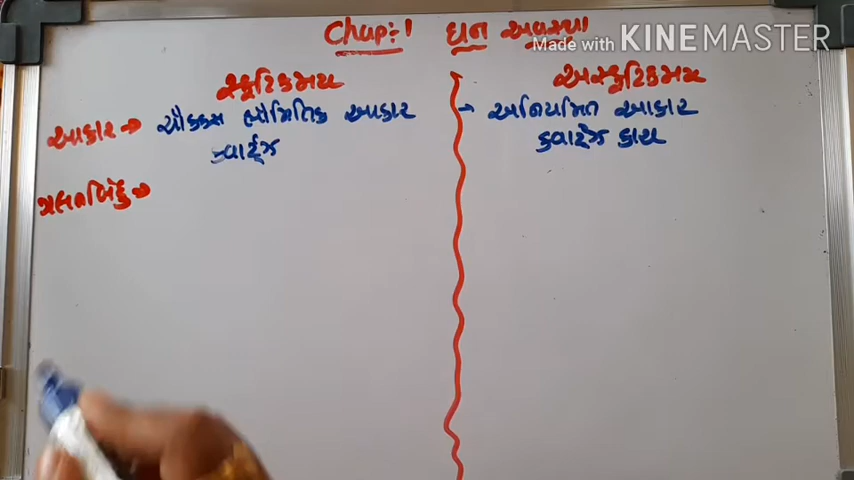 Chap:-1 ઘન અવસ્થા
Made with KINEMASTER
સ્ફટિકમય અસ્ફટિકમય
આકાર → ચોક્કસ ભૌમિતિક આકાર → અનિયમિત આકાર
ક્વાર્ટ્ઝ ક્વાર્ટ્ઝ કાચ
ગલનબિંદુ →